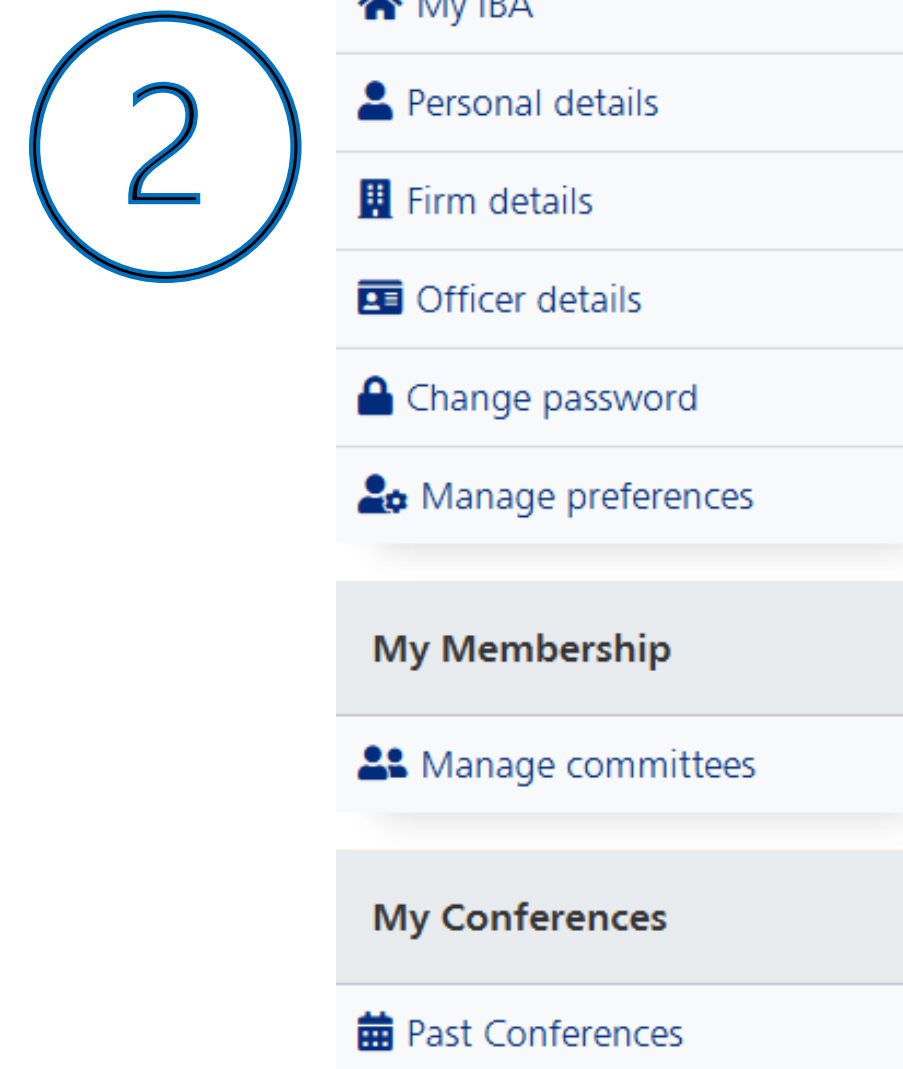 2
My IBA
Personal details
Firm details
Officer details
Change password
Manage preferences
My Membership
Manage committees
My Conferences
Past Conferences